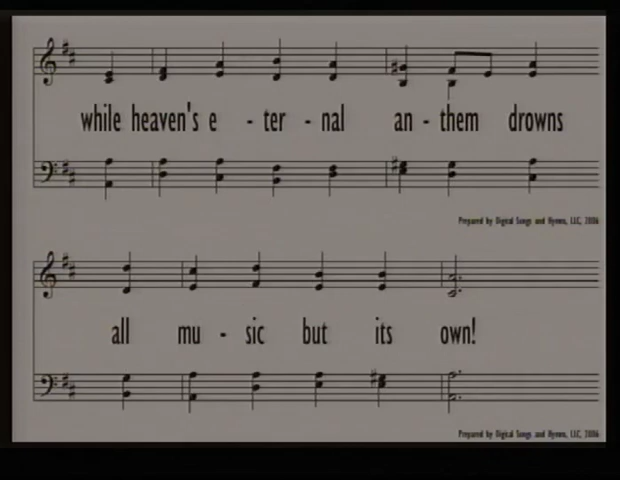 while heaven's e - ter - nal an - them drowns
Prepared by Digital Songs and Hymns, LLC, 2006
all mu - sic but its own!
Prepared by Digital Songs and Hymns, LLC, 2006